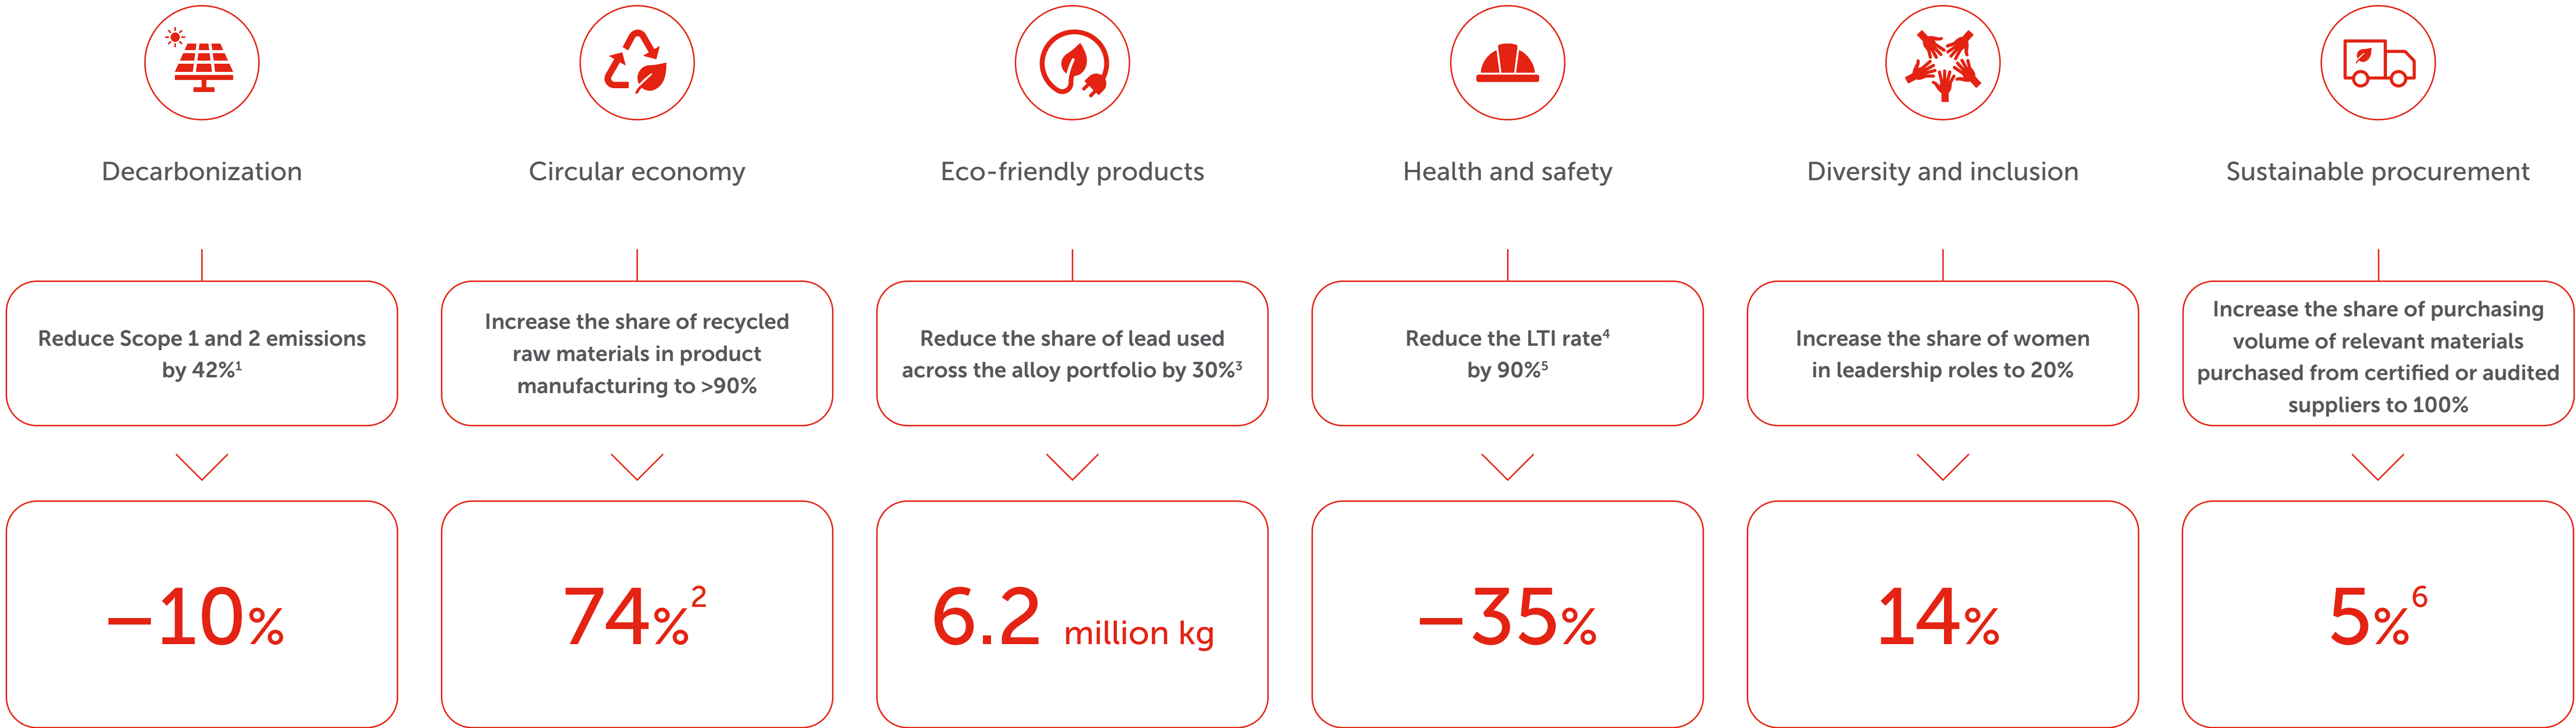 Decarbonization
Circular economy
Eco-friendly products
Health and safety
Diversity and inclusion
Sustainable procurement
Reduce Scope 1 and 2 emissions
by 42%¹
Increase the share of recycled
raw materials in product
manufacturing to >90%
Reduce the share of lead used
across the alloy portfolio by 30%³
Reduce the LTI rate⁴
by 90%⁵
Increase the share of women
in leadership roles to 20%
Increase the share of purchasing
volume of relevant materials
purchased from certified or audited
suppliers to 100%
–10%
74%²
6.2 million kg
–35%
14%
5%⁶